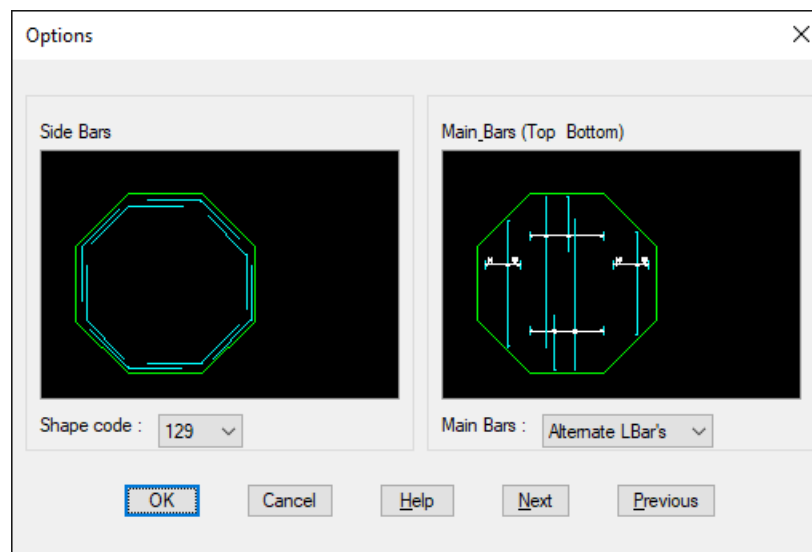 Options
Side Bars
Main_Bars (Top Bottom)
Shape code : 129
Main Bars : Alternate LBar's
OK Cancel Help Next Previous